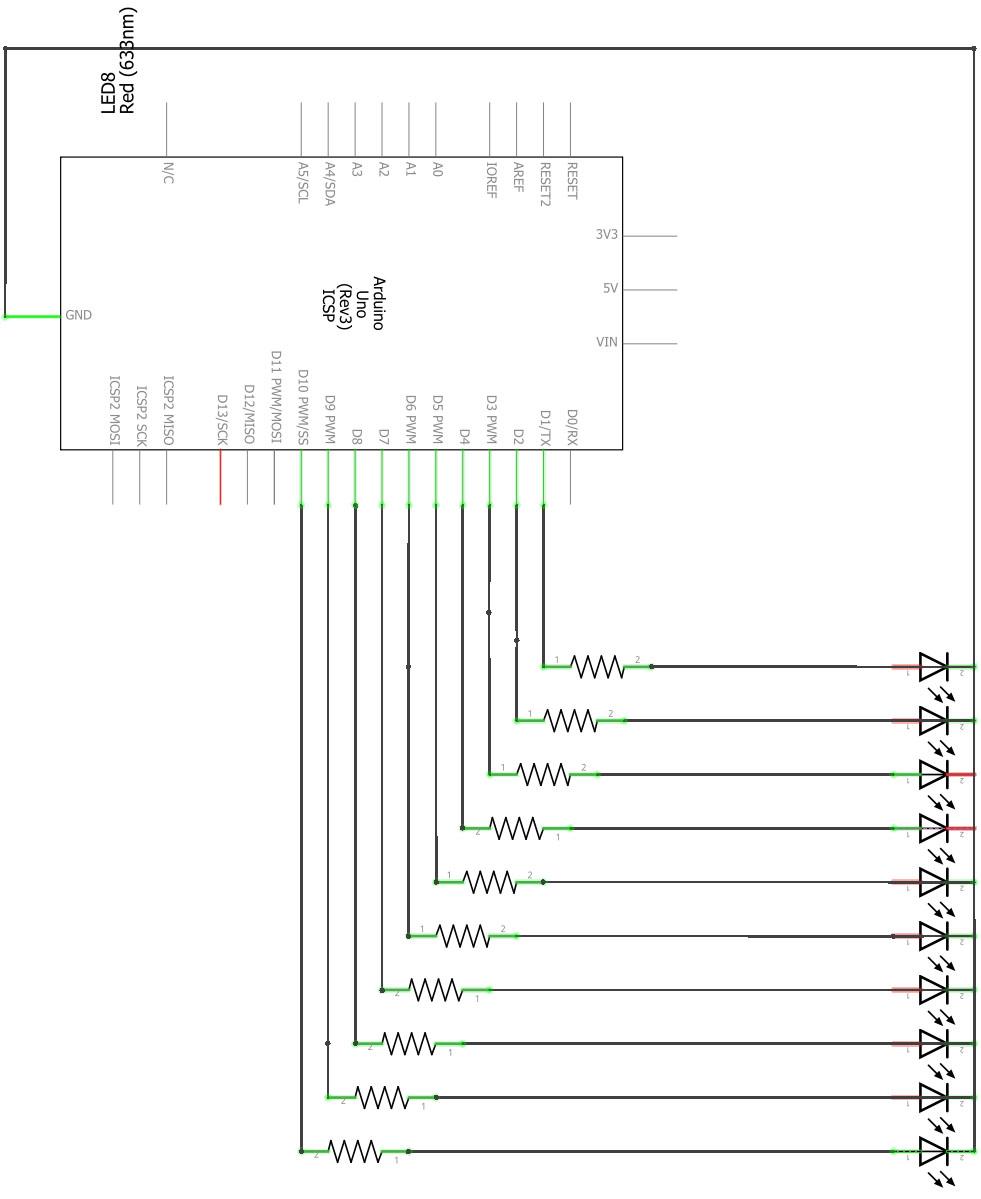 LED8
Red (633nm)
N/C
A5/SCL
A4/SDA
A3
A2
A1
A0
IOREF
AREF
RESET2
RESET
3V3
5V
VIN
Arduino
Uno
(Rev3)
ICSP
GND
ICSP2 MOSI
ICSP2 SCK
ICSP2 MISO
D13/SCK
D12/MISO
D11 PWM/MOSI
D10 PWM/SS
D9 PWM
D8
D7
D6 PWM
D5 PWM
D4
D3 PWM
D2
D1/TX
D0/RX
1 2 1 2
1 2 1 2
1 2 1 2
2 1 1 2
1 2 1 2
1 2 1 2
2 1 1 2
2 1 1 2
2 1 1 2
2 1 1 2